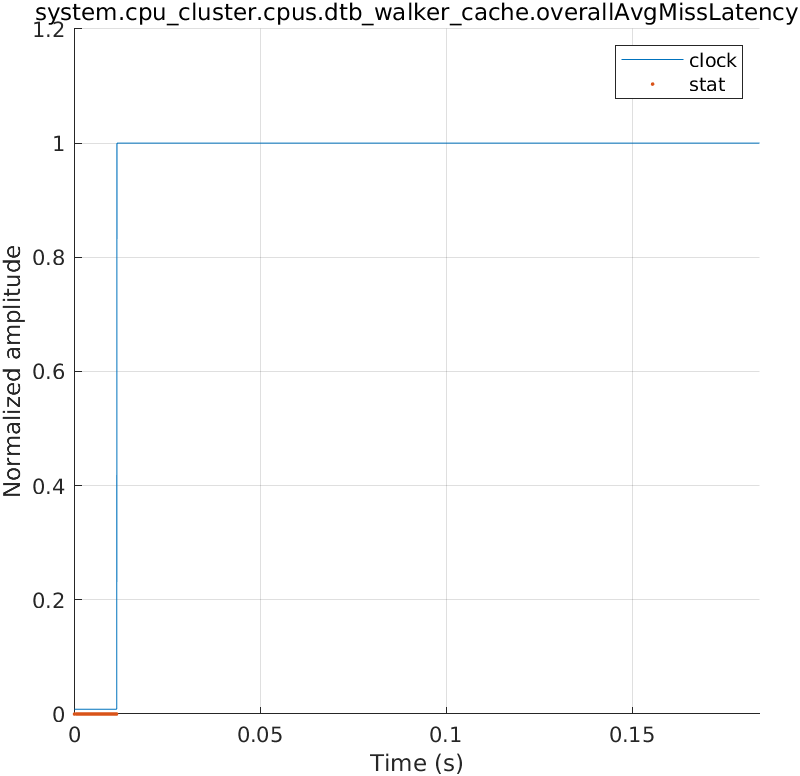 system.cpu_cluster.cpus.dtb_walker_cache.overallAvgMissLatency
1.2
clock
stat
1
0.8
0.6
0.4
0.2
0
Normalized amplitude
0
0.05
0.1
0.15
Time (s)